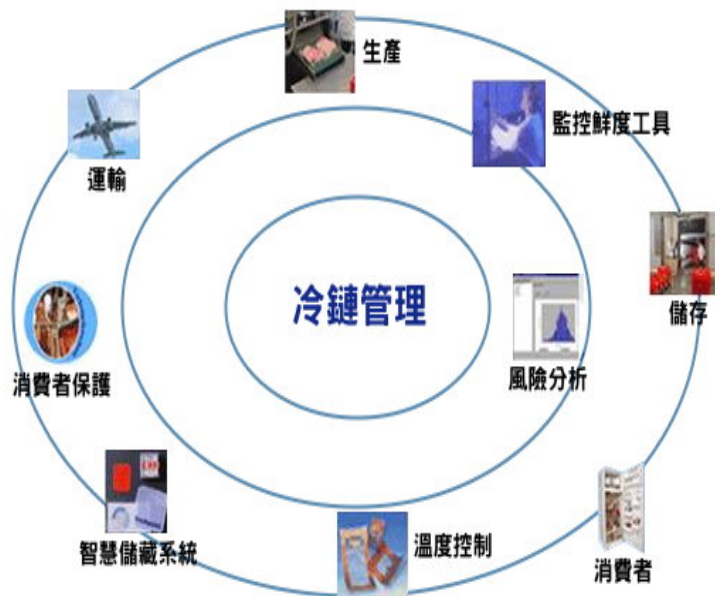 生產
監控鮮度工具
運輸
儲存
冷鏈管理
消費者保護
風險分析
智慧儲藏系統
溫度控制
消費者